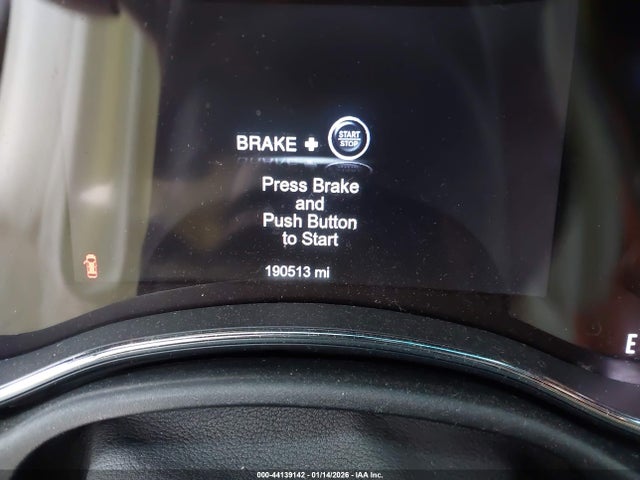 BRAKE + START STOP
Press Brake
and
Push Button
to Start
190513 mi
E
000-44139142 | 01/14/2026 | IAA Inc.